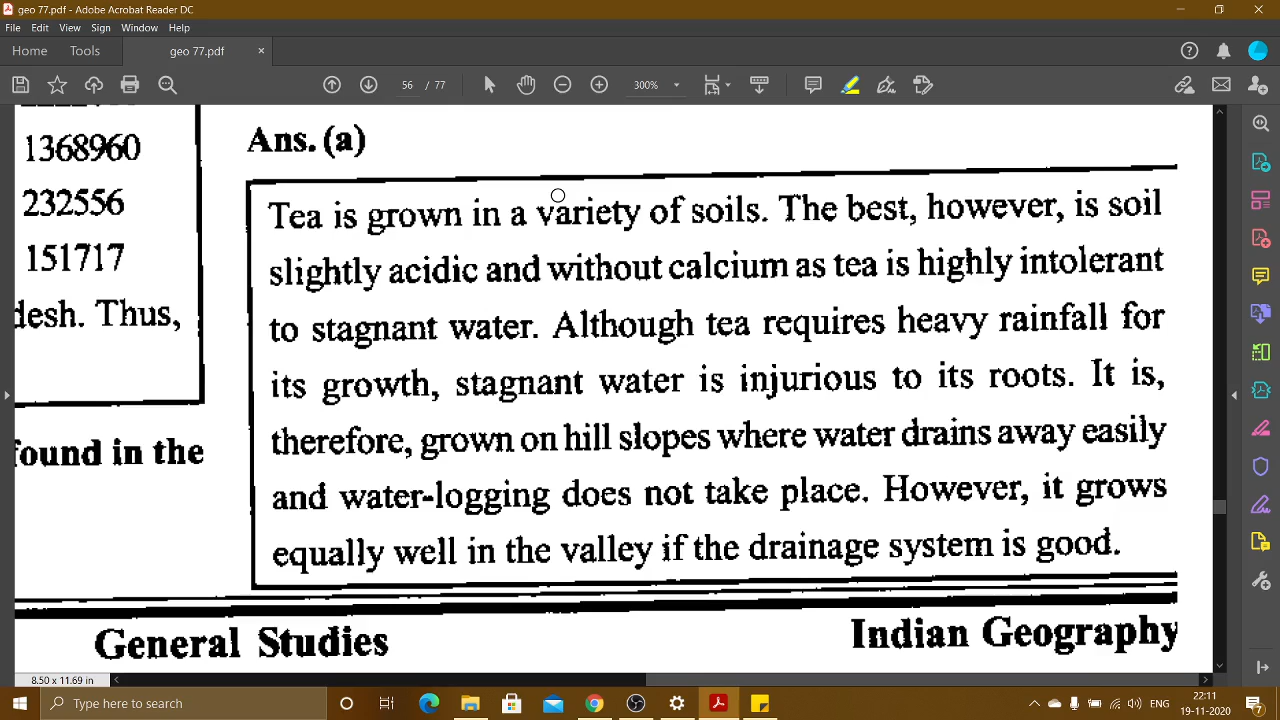 geo 77.pdf - Adobe Acrobat Reader DC
File Edit View Sign Window Help
Home Tools geo 77.pdf ×
56 / 77 300%
1368960
232556
151717
desh. Thus,
found in the
Ans. (a)
Tea is grown in a variety of soils. The best, however, is soil
slightly acidic and without calcium as tea is highly intolerant
to stagnant water. Although tea requires heavy rainfall for
its growth, stagnant water is injurious to its roots. It is,
therefore, grown on hill slopes where water drains away easily
and water-logging does not take place. However, it grows
equally well in the valley if the drainage system is good.
General Studies Indian Geography
8.50 x 11.69 in
Type here to search
ENG
22:11
19-11-2020
7